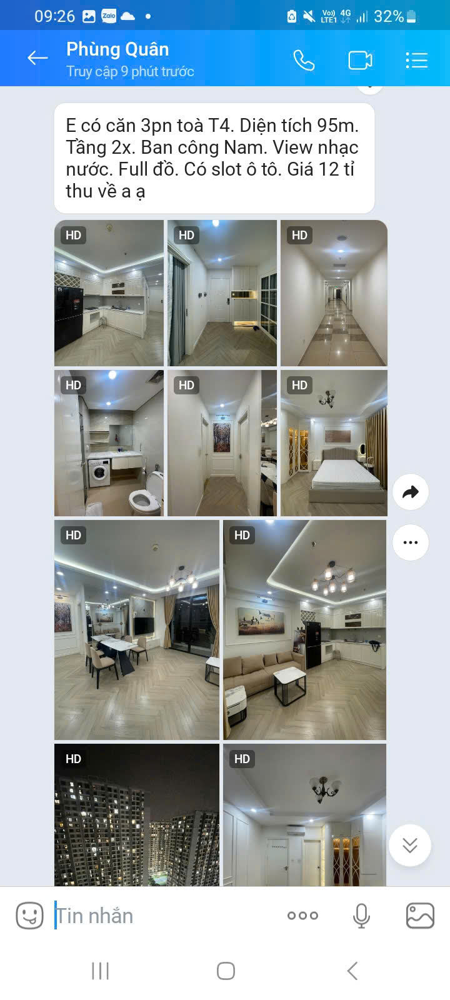 09:26
Zalo
Vo))
LTE1
4G
32%
Phùng Quân
Truy cập 9 phút trước
E có căn 3pn toà T4. Diện tích 95m.
Tầng 2x. Ban công Nam. View nhạc
nước. Full đồ. Có slot ô tô. Giá 12 tỉ
thu về a ạ
HD
HD
HD
HD
HD
HD
HD
HD
HD
HD
Tin nhắn